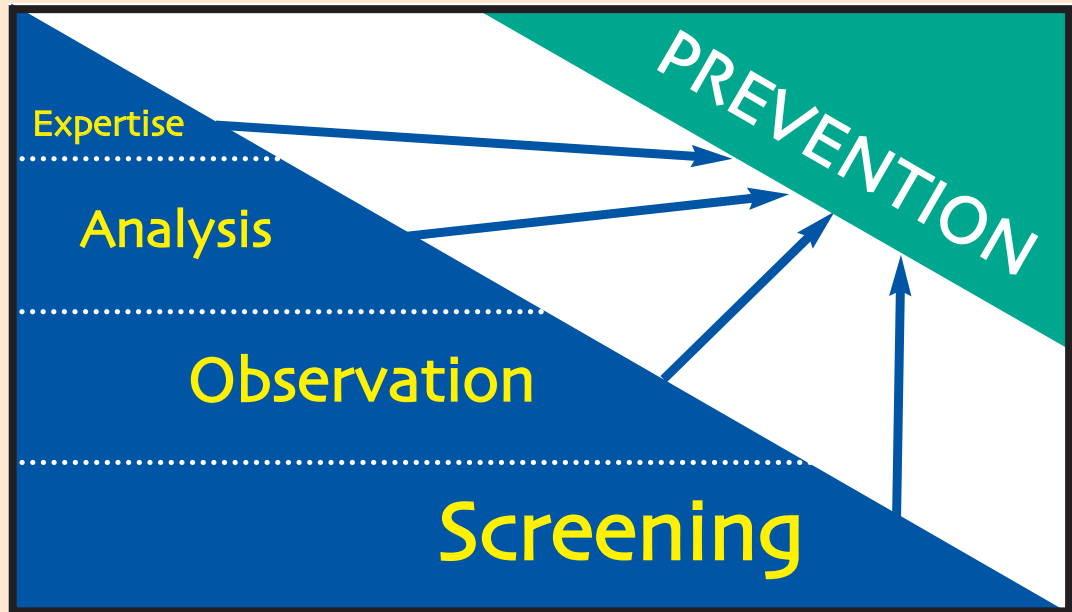 PREVENTION
Expertise
Analysis
Observation
Screening